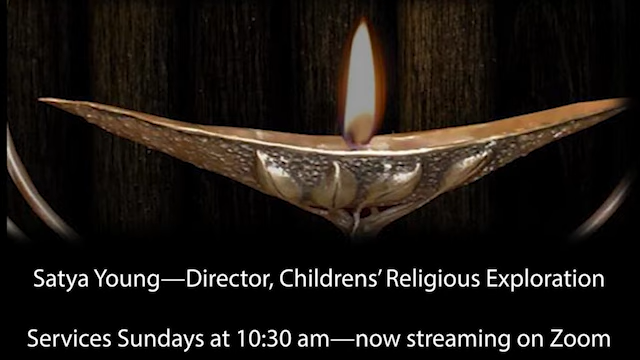 Satya Young—Director, Childrens’ Religious Exploration
Services Sundays at 10:30 am—now streaming on Zoom